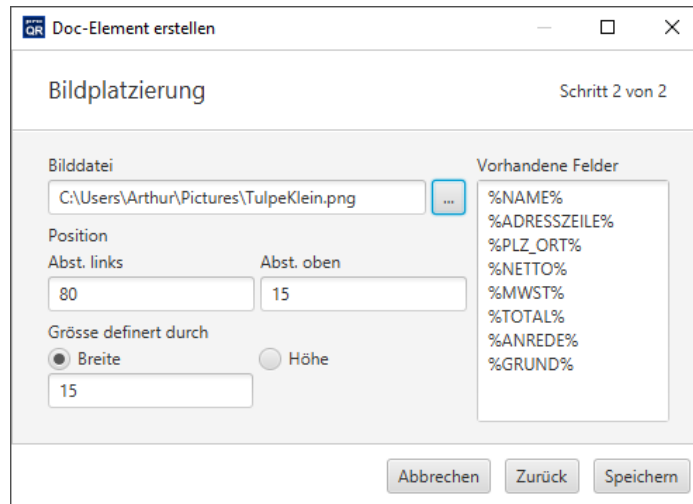 QR Doc-Element erstellen
Bildplatzierung
Schritt 2 von 2
Bilddatei
C:\Users\Arthur\Pictures\TulpeKlein.png
...
Position
Abst. links
Abst. oben
80
15
Grösse definert durch
Breite
Höhe
15
Vorhandene Felder
%NAME%
%ADRESSZEILE%
%PLZ_ORT%
%NETTO%
%MWST%
%TOTAL%
%ANREDE%
%GRUND%
Abbrechen
Zurück
Speichern